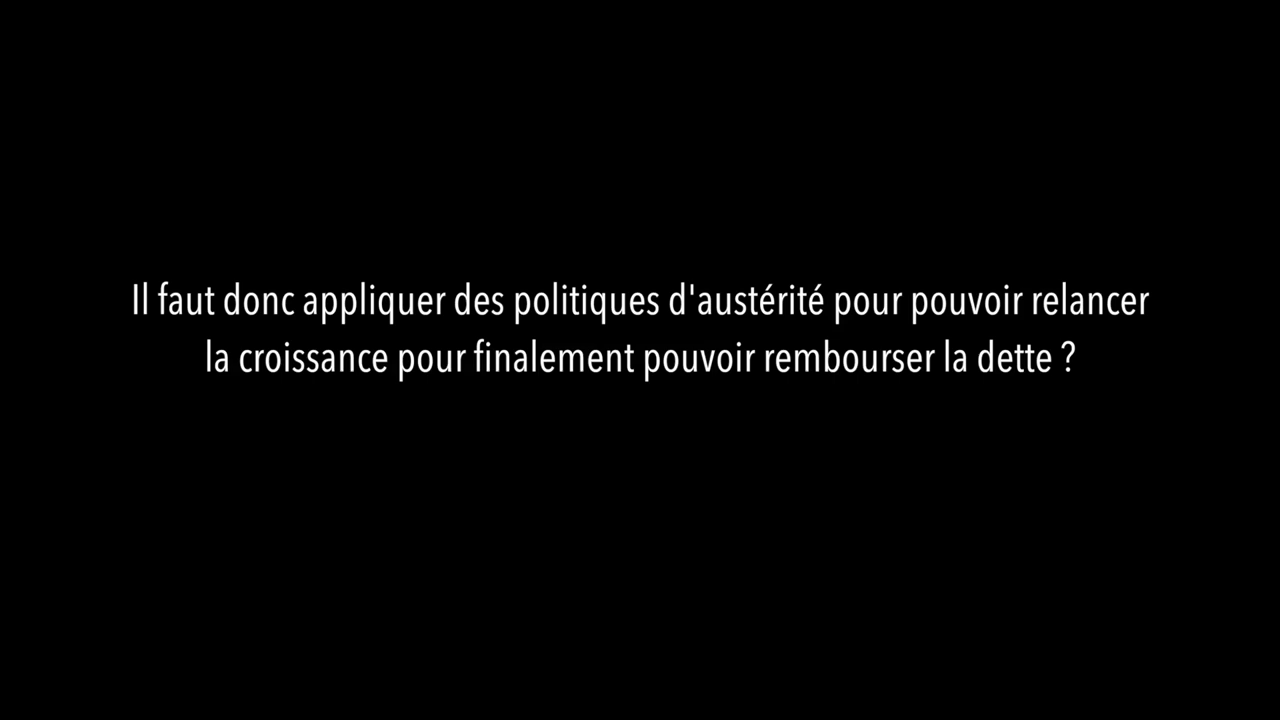 Il faut donc appliquer des politiques d'austérité pour pouvoir relancer
la croissance pour finalement pouvoir rembourser la dette ?